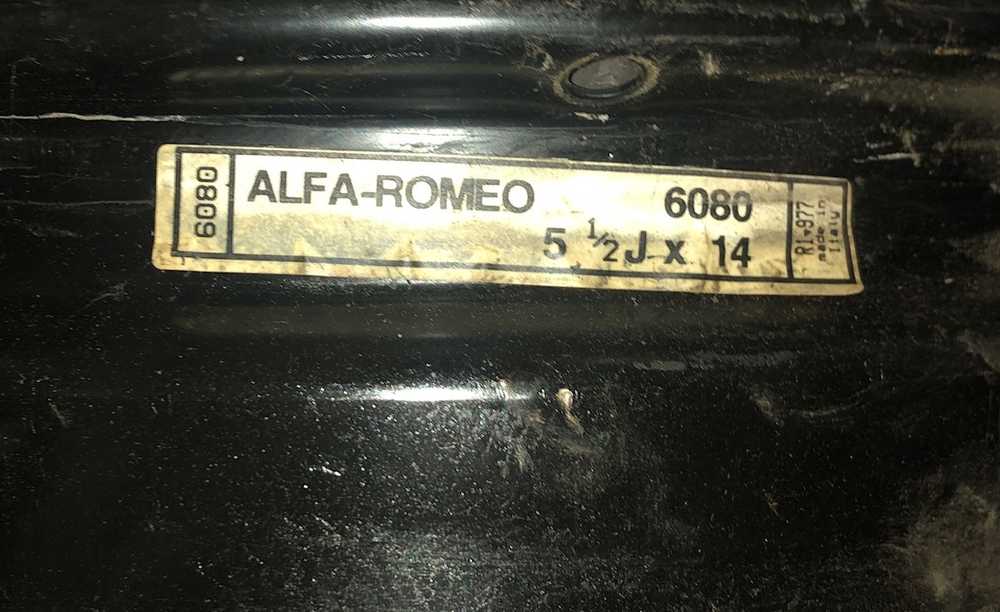 6080
ALFA-ROMEO 6080
5 1/2 J x 14
R1•977
made in
Italy